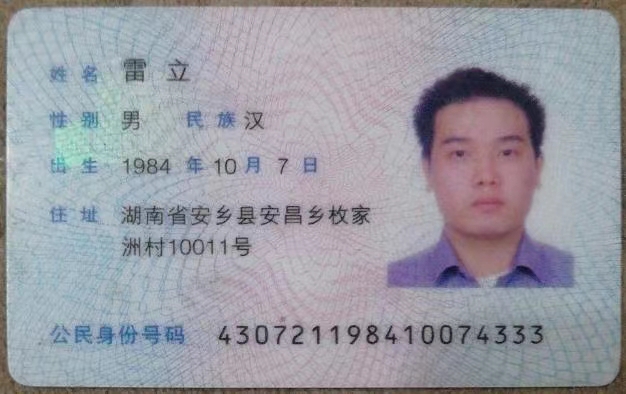 姓名 雷立
性别 男 民族 汉
出生 1984 年 10 月 7 日
住址 湖南省安乡县安昌乡枚家
洲村10011号
公民身份号码 430721198410074333